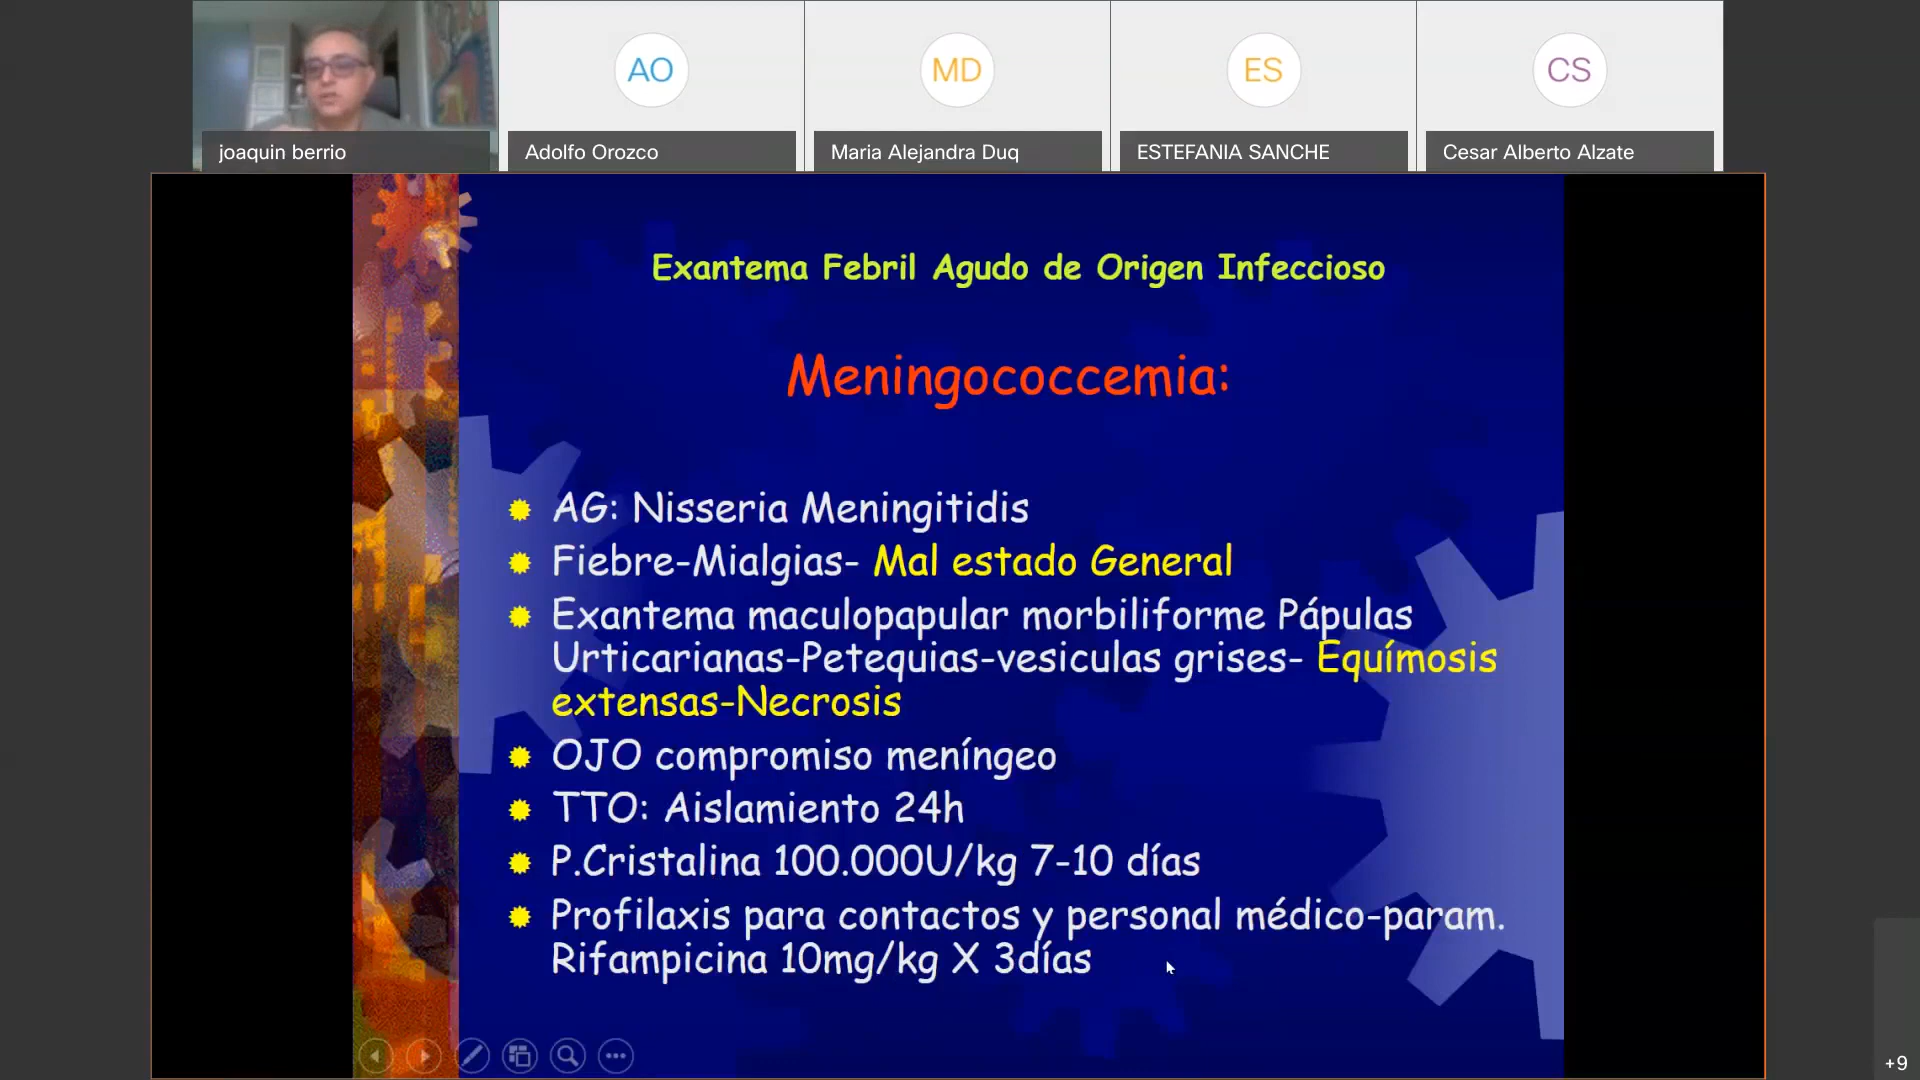 AO
MD
ES
CS
joaquin berrio
Adolfo Orozco
Maria Alejandra Duq
ESTEFANIA SANCHE
Cesar Alberto Alzate
Exantema Febril Agudo de Origen Infeccioso
Meningococcemia:
AG: Nisseria Meningitidis
Fiebre-Mialgias- Mal estado General
Exantema maculopapular morbiliforme Pápulas
Urticarianas-Petequias-vesiculas grises- Equímosis
extensas-Necrosis
OJO compromiso meníngeo
TTO: Aislamiento 24h
P.Cristalina 100.000U/kg 7-10 días
Profilaxis para contactos y personal médico-param.
Rifampicina 10mg/kg X 3días
+9